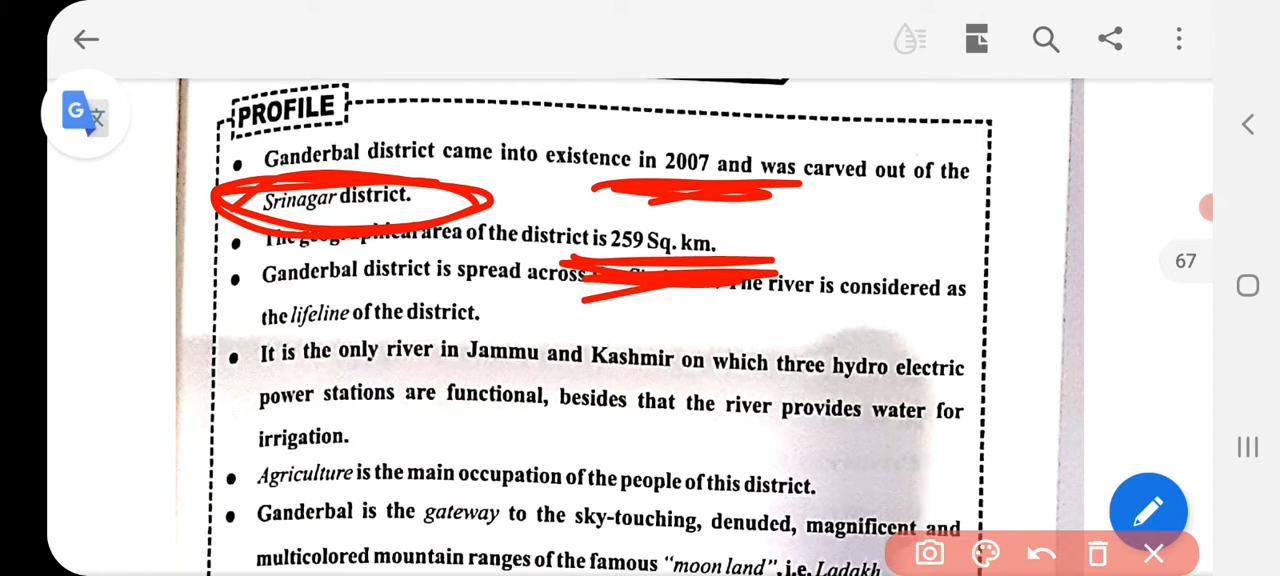 PROFILE
• Ganderbal district came into existence in 2007 and was carved out of the
Srinagar district.
• The geographical area of the district is 259 Sq. km.
• Ganderbal district is spread across The river is considered as
the lifeline of the district.
• It is the only river in Jammu and Kashmir on which three hydro electric
power stations are functional, besides that the river provides water for
irrigation.
• Agriculture is the main occupation of the people of this district.
• Ganderbal is the gateway to the sky-touching, denuded, magnificent and
multicolored mountain ranges of the famous "moon land", i.e. Ladakh
67
G